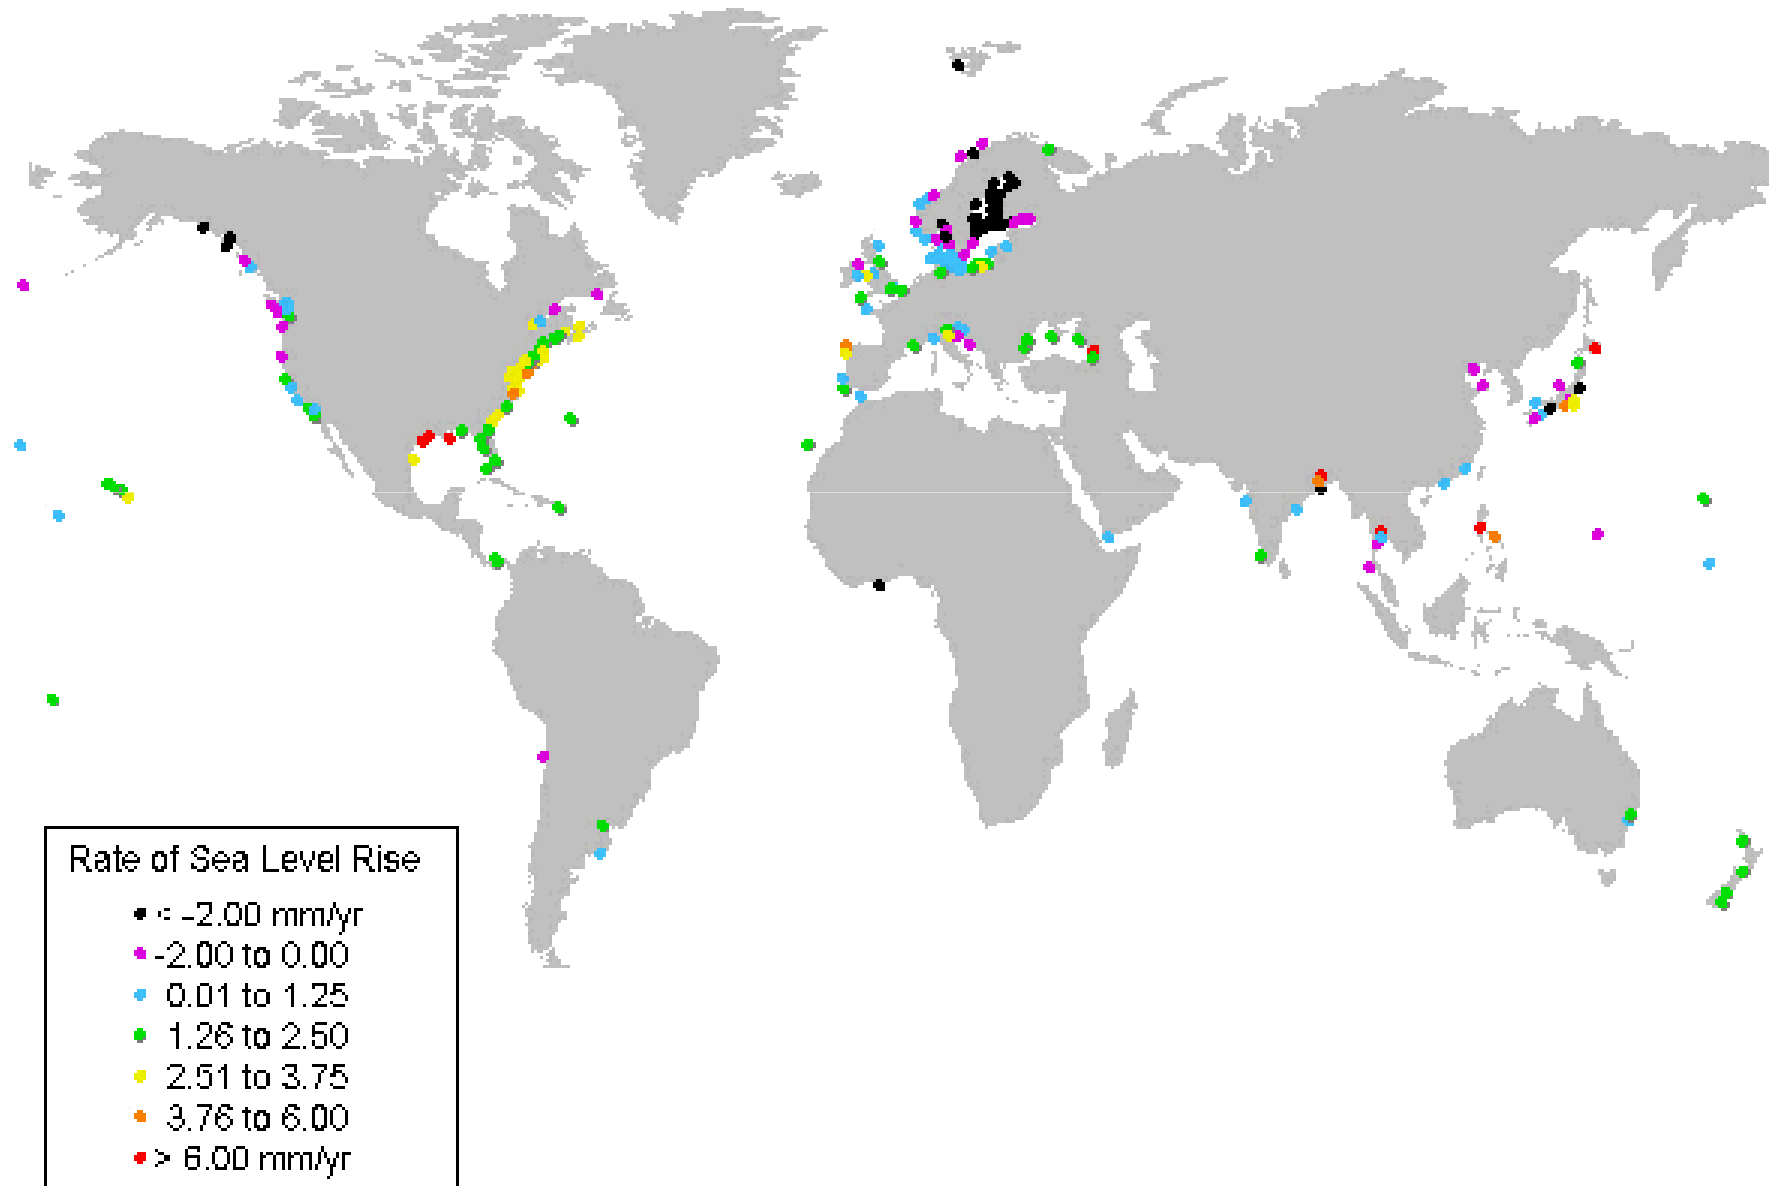 Rate of Sea Level Rise
< -2.00 mm/yr
-2.00 to 0.00
0.01 to 1.25
1.26 to 2.50
2.51 to 3.75
3.76 to 6.00
> 6.00 mm/yr